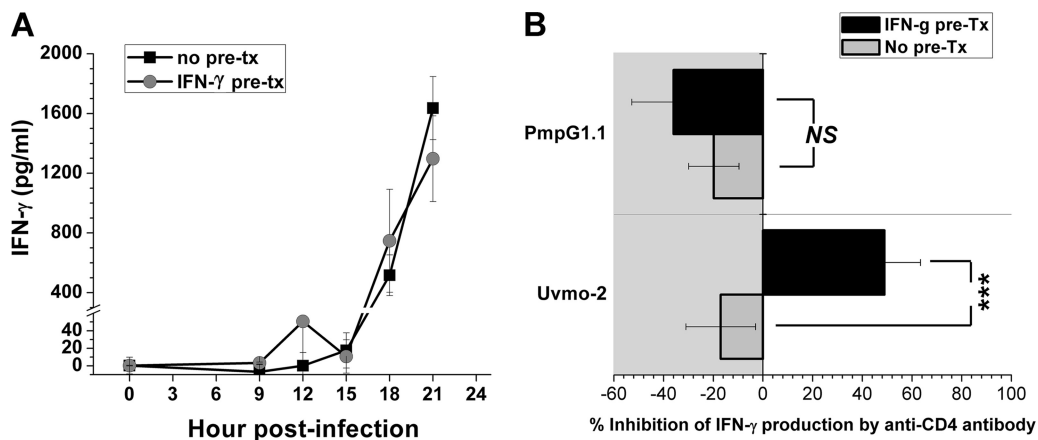 A
2000
1600
1200
800
400
40
20
0
IFN-γ (pg/ml)
no pre-tx
IFN-γ pre-tx
0 3 6 9 12 15 18 21 24
Hour post-infection
B
IFN-g pre-Tx
No pre-Tx
PmpG1.1
NS
Uvmo-2
***
-60 -40 -20 0 20 40 60 80 100
% Inhibition of IFN-γ production by anti-CD4 antibody